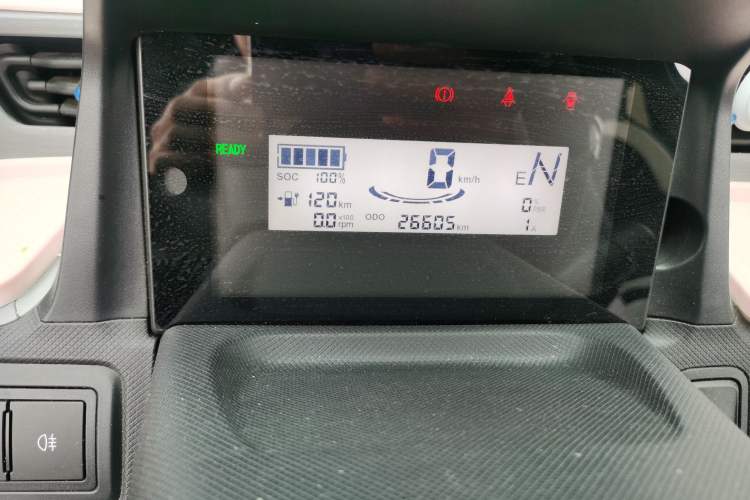 READY
SOC 100%
0 km/h
E N
120 km
0.0 x100 rpm
ODO 26605 km
0 %
1 A